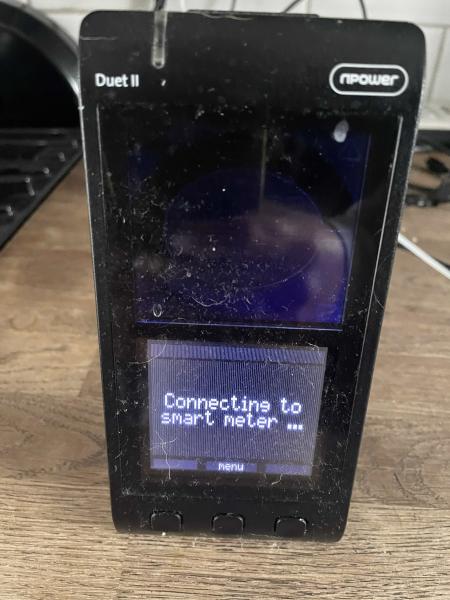 Duet II
npower
Connecting to
smart meter ...
menu